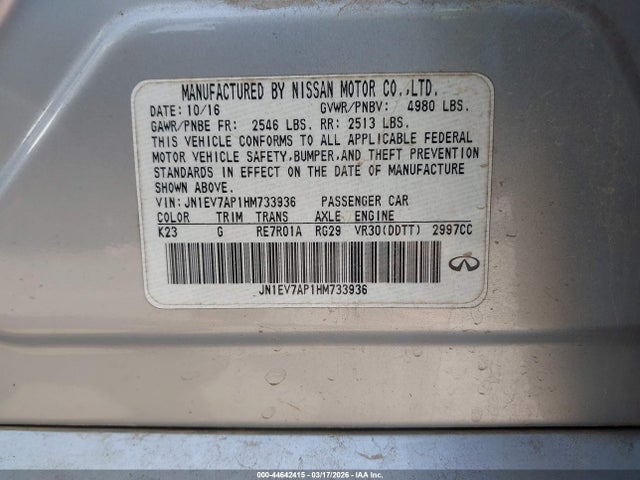 MANUFACTURED BY NISSAN MOTOR CO.,LTD.
DATE: 10/16 GVWR/PNBV: 4980 LBS.
GAWR/PNBE FR: 2546 LBS. RR: 2513 LBS.
THIS VEHICLE CONFORMS TO ALL APPLICABLE FEDERAL
MOTOR VEHICLE SAFETY,BUMPER,AND THEFT PREVENTION
STANDARDS IN EFFECT ON THE DATE OF MANUFACTURE
SHOWN ABOVE.
VIN: JN1EV7AP1HM733936 PASSENGER CAR
COLOR TRIM TRANS AXLE ENGINE
K23 G RE7R01A RG29 VR30(DDTT) 2997CC
JN1EV7AP1HM733936
000-44642415 - 03/17/2026 - IAA Inc. Copyright